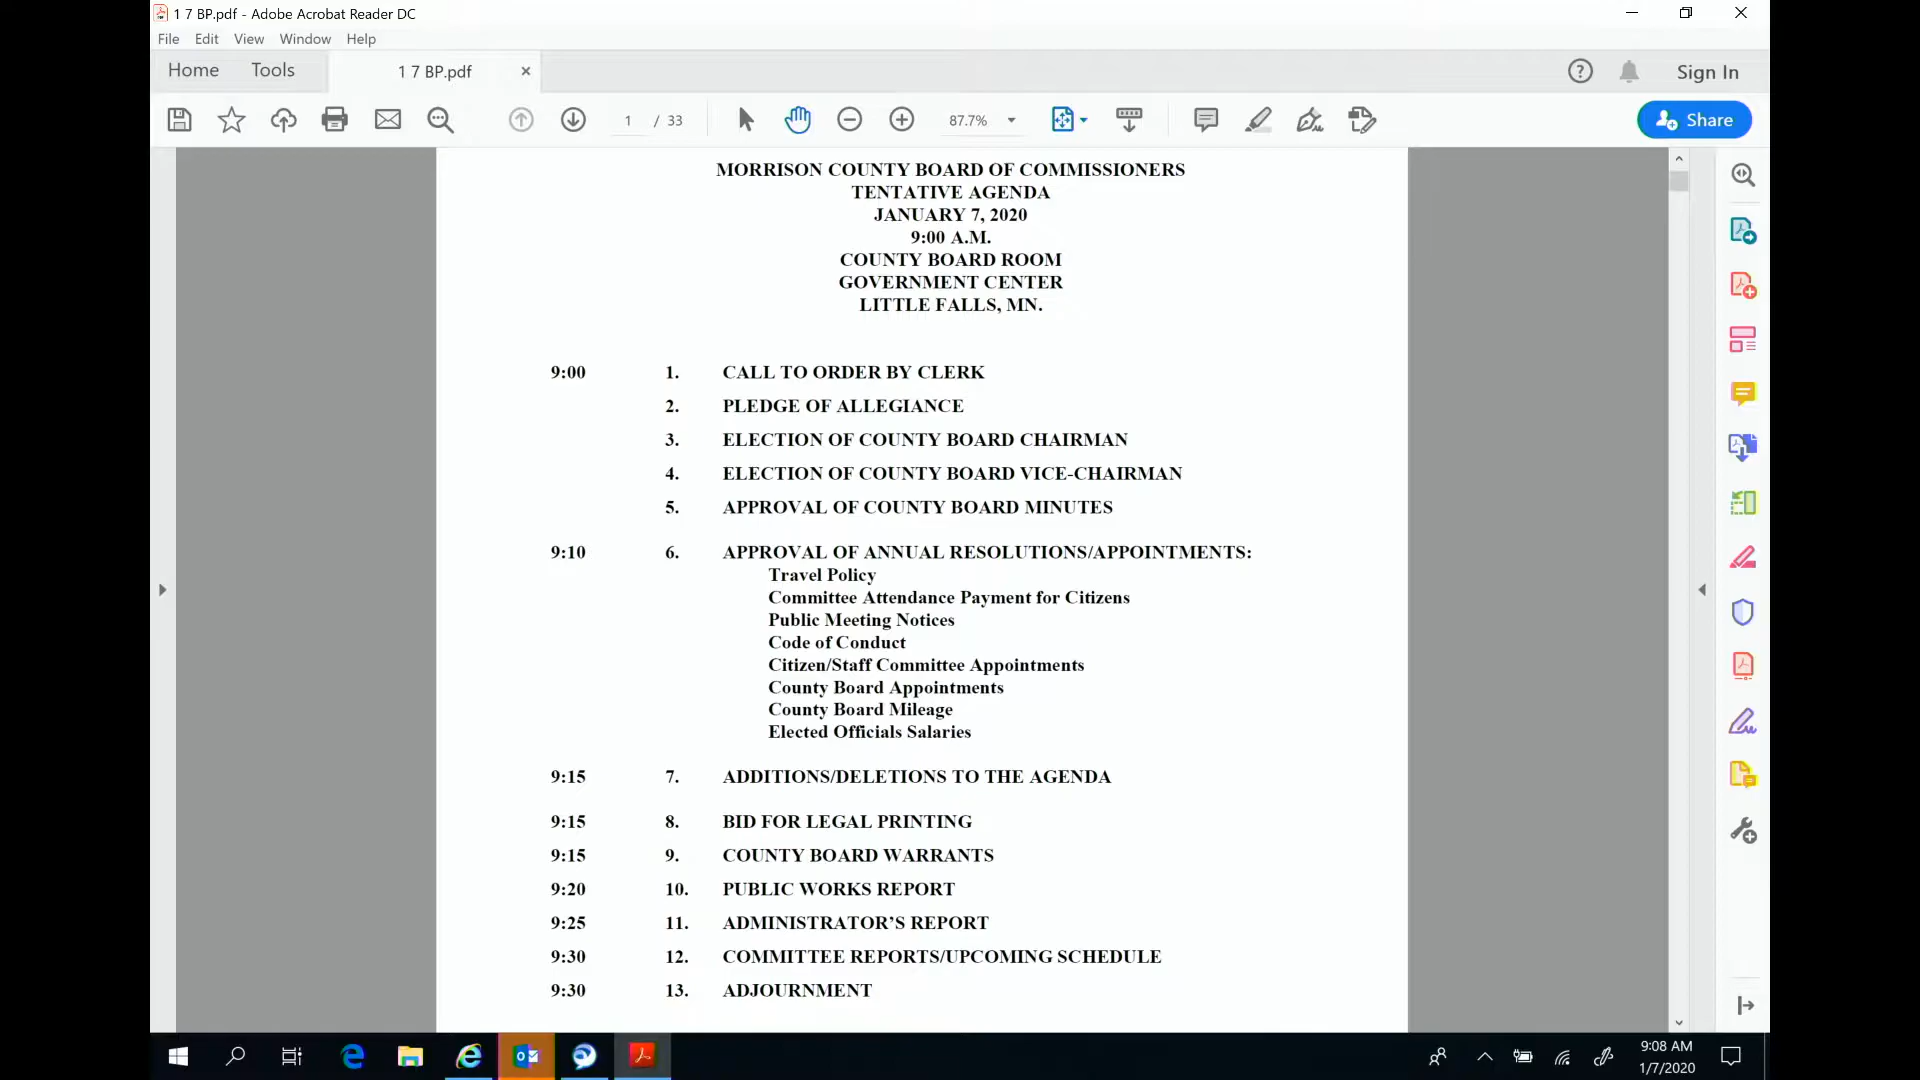 1 7 BP.pdf - Adobe Acrobat Reader DC
File Edit View Window Help
Home Tools 1 7 BP.pdf × Sign In
1 / 33 87.7% Share
MORRISON COUNTY BOARD OF COMMISSIONERS
TENTATIVE AGENDA
JANUARY 7, 2020
9:00 A.M.
COUNTY BOARD ROOM
GOVERNMENT CENTER
LITTLE FALLS, MN.
9:00 1. CALL TO ORDER BY CLERK
2. PLEDGE OF ALLEGIANCE
3. ELECTION OF COUNTY BOARD CHAIRMAN
4. ELECTION OF COUNTY BOARD VICE-CHAIRMAN
5. APPROVAL OF COUNTY BOARD MINUTES
9:10 6. APPROVAL OF ANNUAL RESOLUTIONS/APPOINTMENTS:
Travel Policy
Committee Attendance Payment for Citizens
Public Meeting Notices
Code of Conduct
Citizen/Staff Committee Appointments
County Board Appointments
County Board Mileage
Elected Officials Salaries
9:15 7. ADDITIONS/DELETIONS TO THE AGENDA
9:15 8. BID FOR LEGAL PRINTING
9:15 9. COUNTY BOARD WARRANTS
9:20 10. PUBLIC WORKS REPORT
9:25 11. ADMINISTRATOR’S REPORT
9:30 12. COMMITTEE REPORTS/UPCOMING SCHEDULE
9:30 13. ADJOURNMENT
9:08 AM
1/7/2020